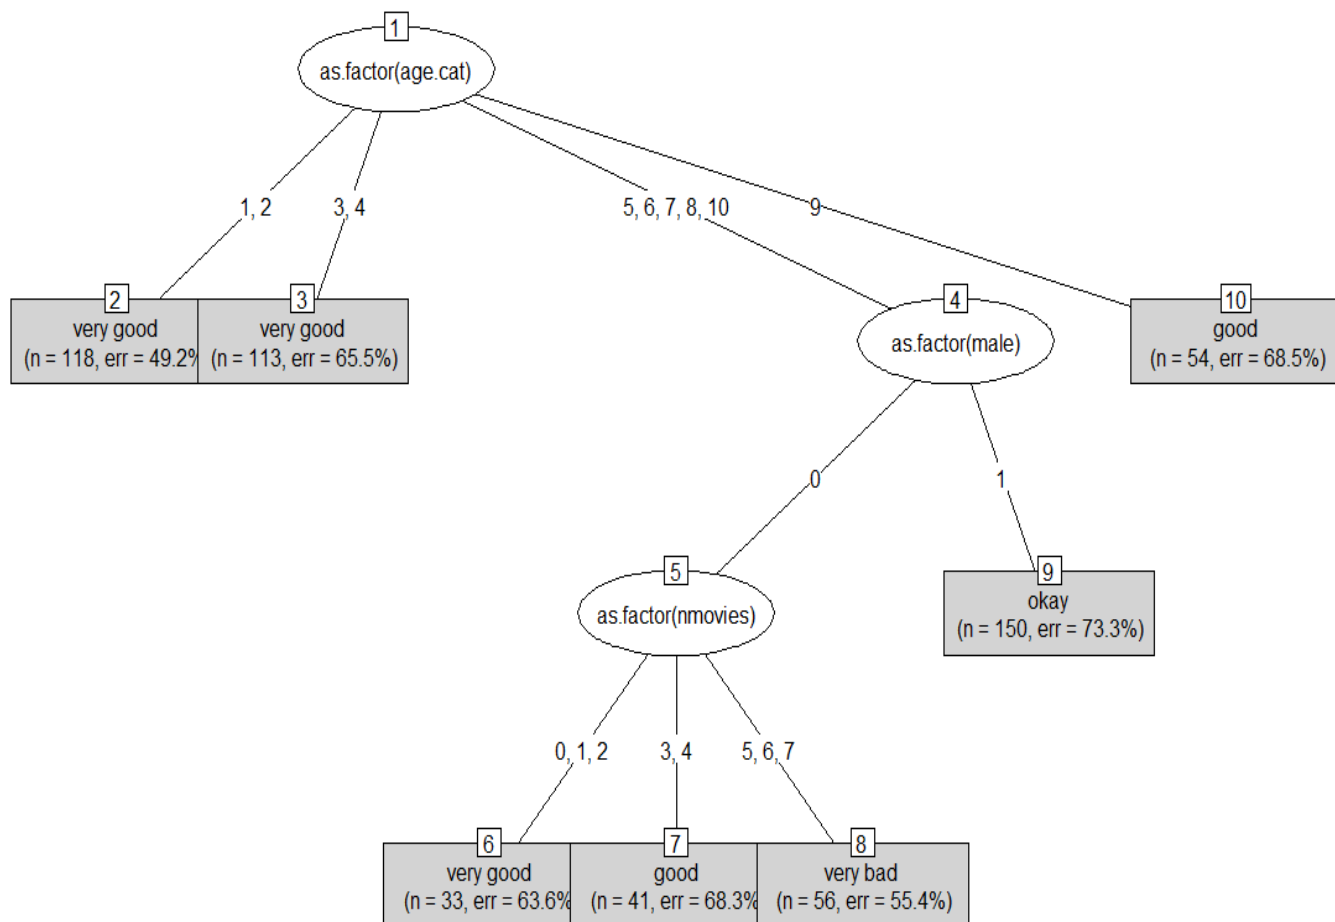 1
as.factor(age.cat)
1, 2
3, 4
5, 6, 7, 8, 10
9
2
very good
(n = 118, err = 49.2%
3
very good
(n = 113, err = 65.5%)
4
as.factor(male)
10
good
(n = 54, err = 68.5%)
0
1
5
as.factor(nmovies)
9
okay
(n = 150, err = 73.3%)
0, 1, 2
3, 4
5, 6, 7
6
very good
(n = 33, err = 63.6%
7
good
(n = 41, err = 68.3%
8
very bad
(n = 56, err = 55.4%)